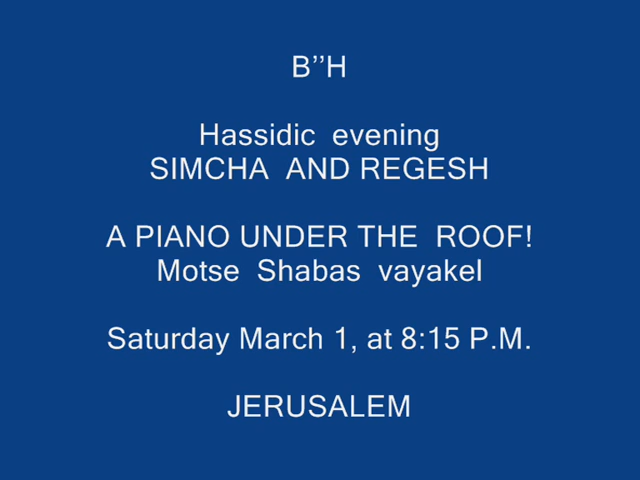 B’’H
Hassidic evening
SIMCHA AND REGESH
A PIANO UNDER THE ROOF!
Motse Shabas vayakel
Saturday March 1, at 8:15 P.M.
JERUSALEM